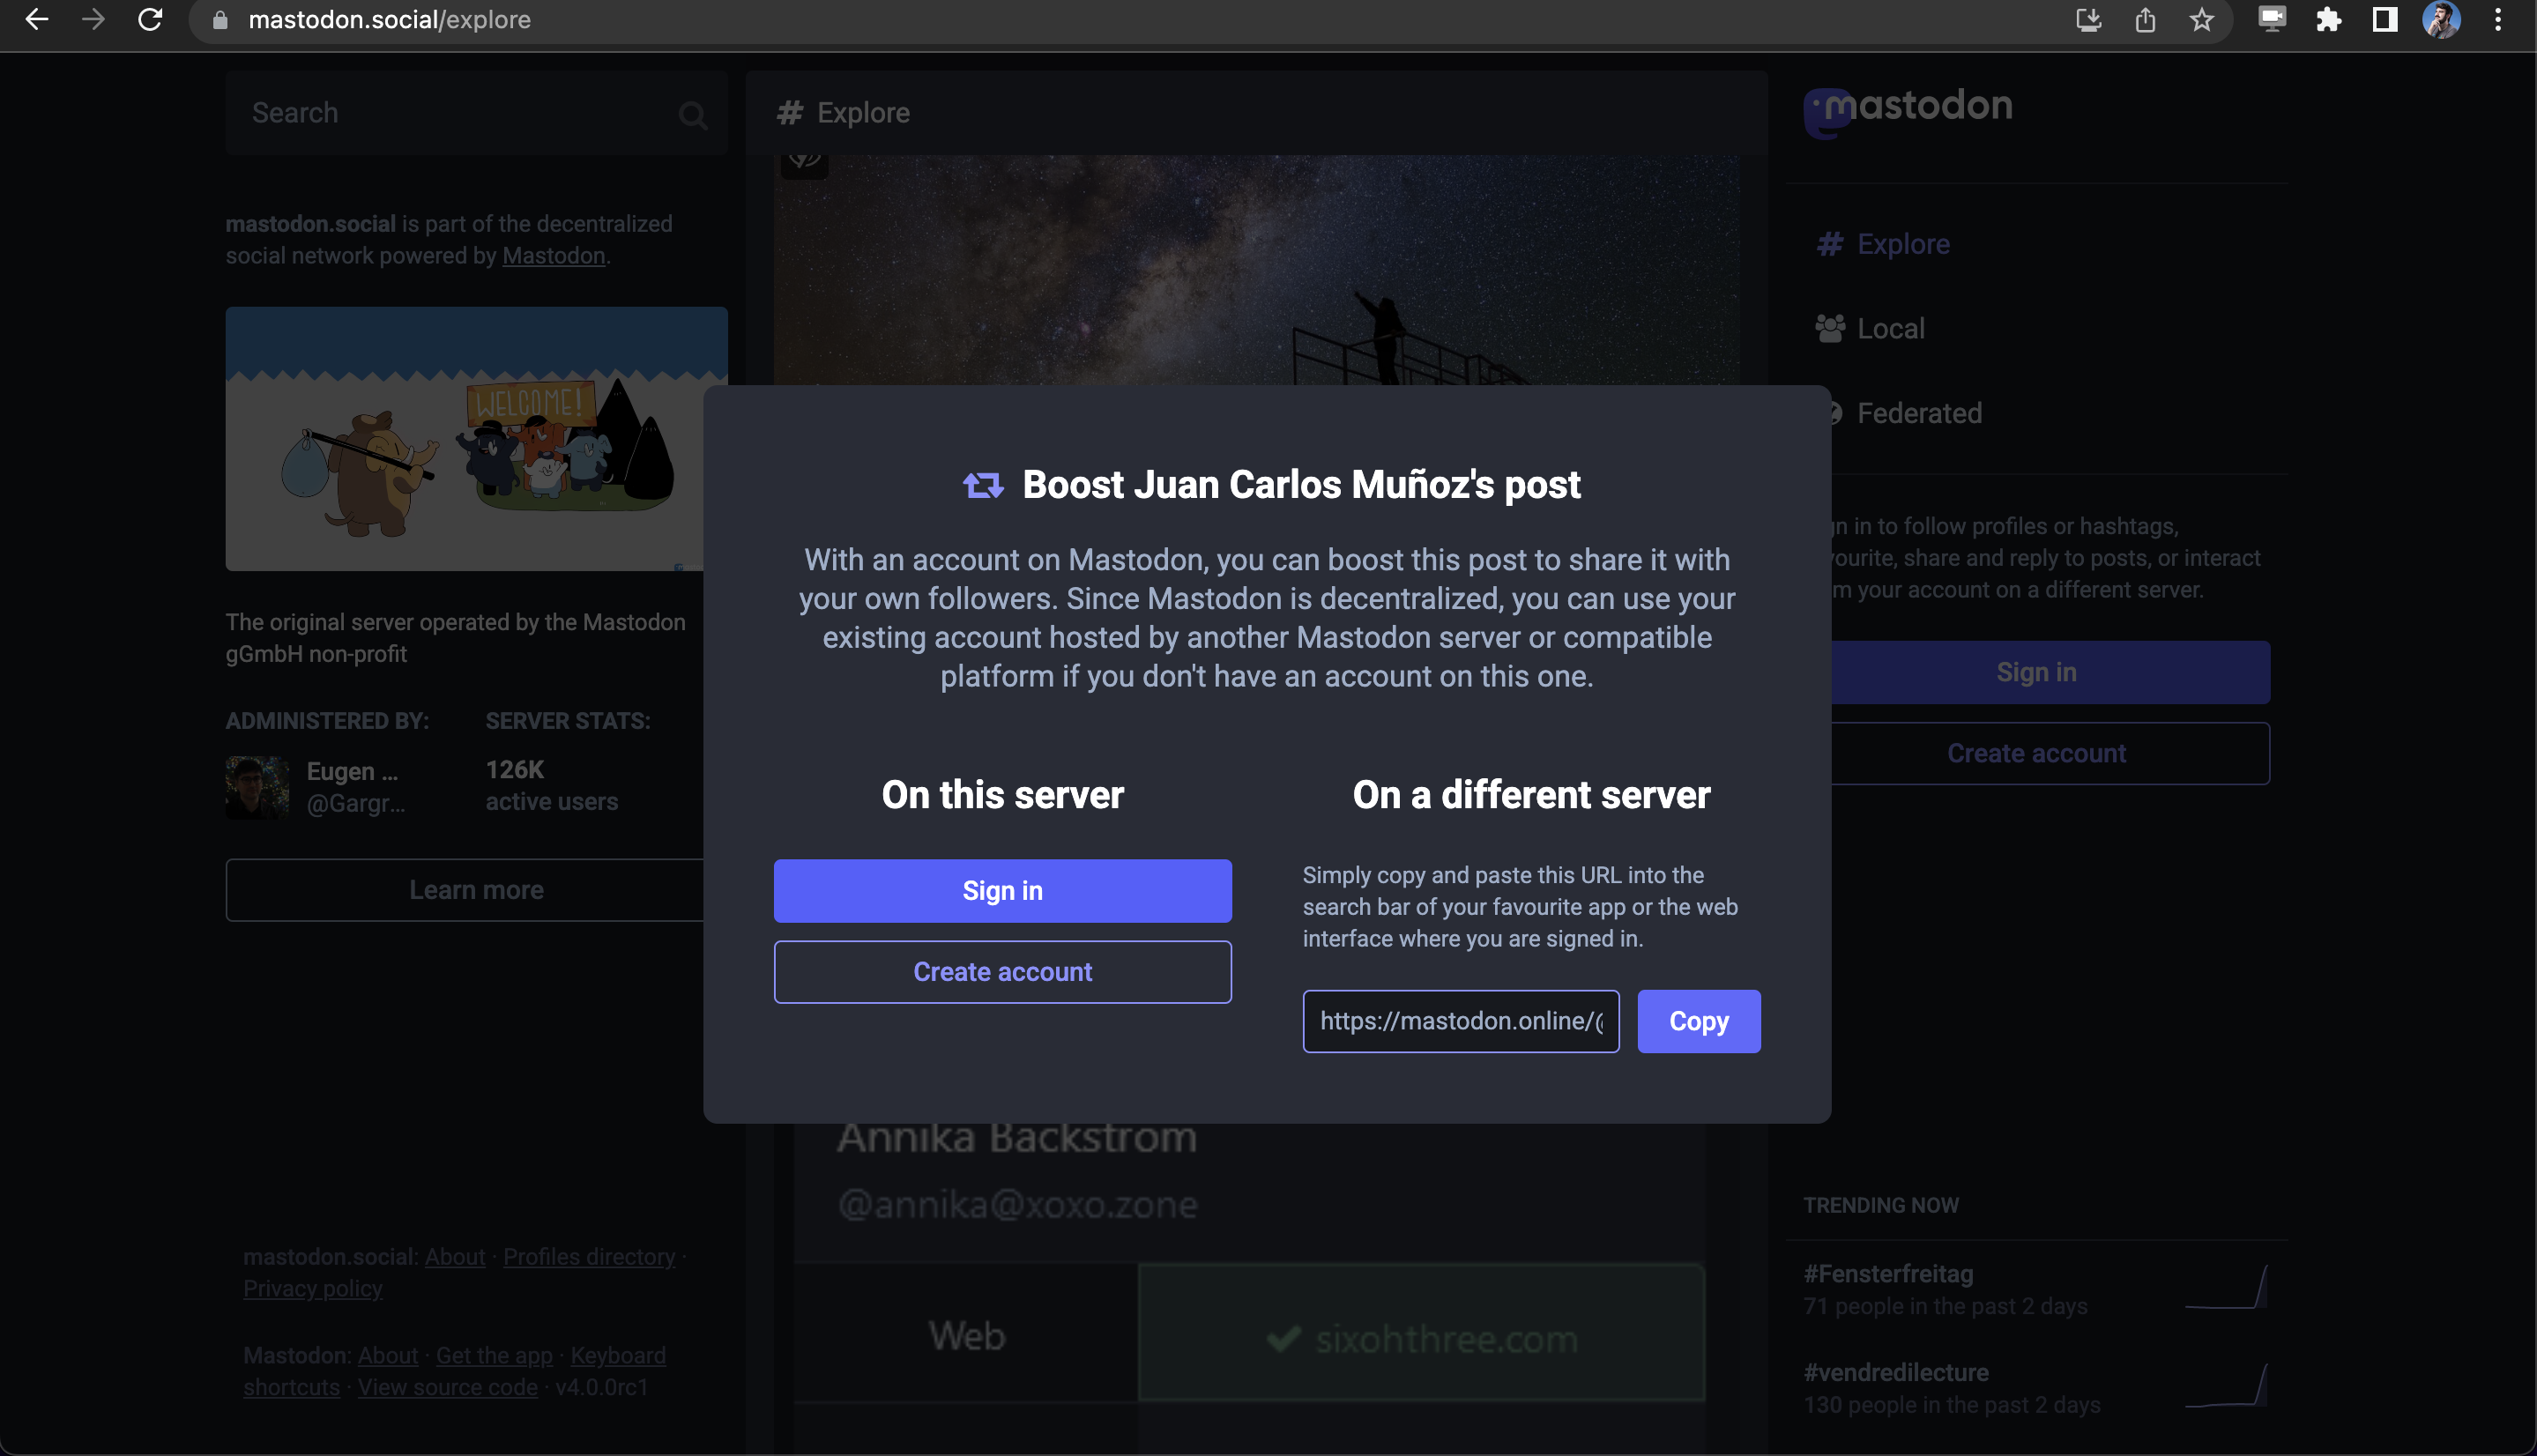 mastodon.social/explore
Search
mastodon.social is part of the decentralized
social network powered by Mastodon.
WELCOME!
The original server operated by the Mastodon
gGmbH non-profit
ADMINISTERED BY:
Eugen ...
@Gargr...
SERVER STATS:
126K
active users
Learn more
mastodon.social: About · Profiles directory ·
Privacy policy
Mastodon: About · Get the app · Keyboard
shortcuts · View source code · v4.0.0rc1
# Explore
Boost Juan Carlos Muñoz's post
With an account on Mastodon, you can boost this post to share it with
your own followers. Since Mastodon is decentralized, you can use your
existing account hosted by another Mastodon server or compatible
platform if you don't have an account on this one.
On this server
Sign in
Create account
On a different server
Simply copy and paste this URL into the
search bar of your favourite app or the web
interface where you are signed in.
https://mastodon.online/
Copy
Annika Backstrom
@annika@xoxo.zone
Web
sixohthree.com
mastodon
# Explore
Local
Federated
in to follow profiles or hashtags,
share and reply to posts, or interact
your account on a different server.
Sign in
Create account
TRENDING NOW
#Fensterfreitag
71 people in the past 2 days
#vendredilecture
130 people in the past 2 days